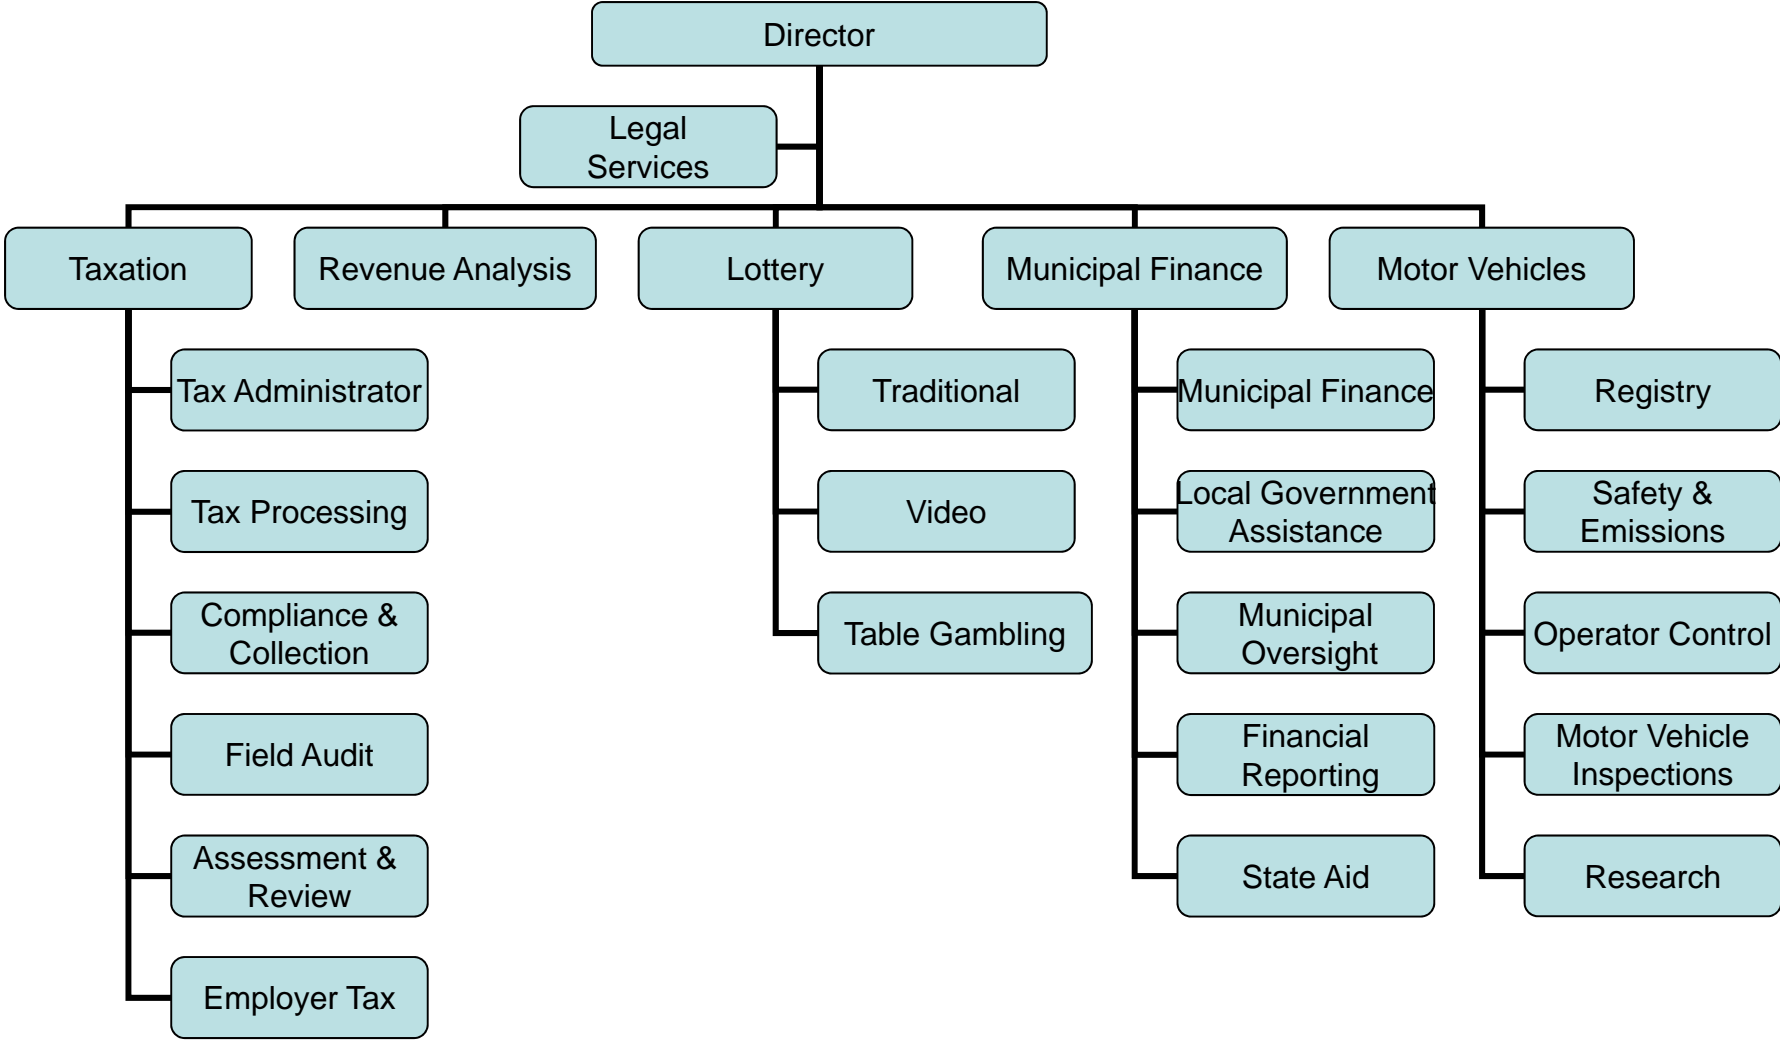 Director
Legal
Services
Taxation
Revenue Analysis
Lottery
Municipal Finance
Motor Vehicles
Tax Administrator
Tax Processing
Compliance &
Collection
Field Audit
Assessment &
Review
Employer Tax
Traditional
Video
Table Gambling
Municipal Finance
Local Government
Assistance
Municipal
Oversight
Financial
Reporting
State Aid
Registry
Safety &
Emissions
Operator Control
Motor Vehicle
Inspections
Research